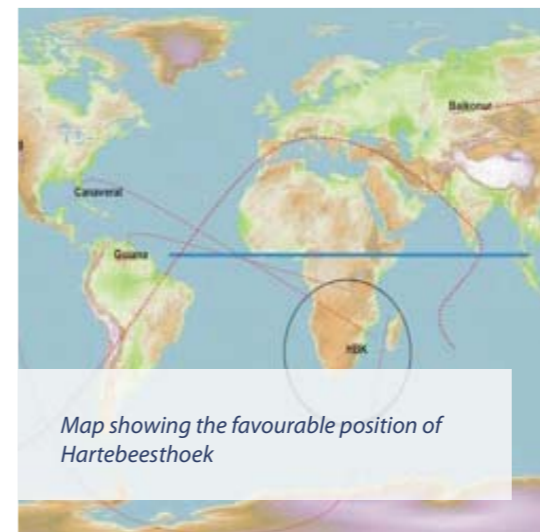 Baikonur
Canaveral
Guiana
HBK
Map showing the favourable position of
Hartebeesthoek